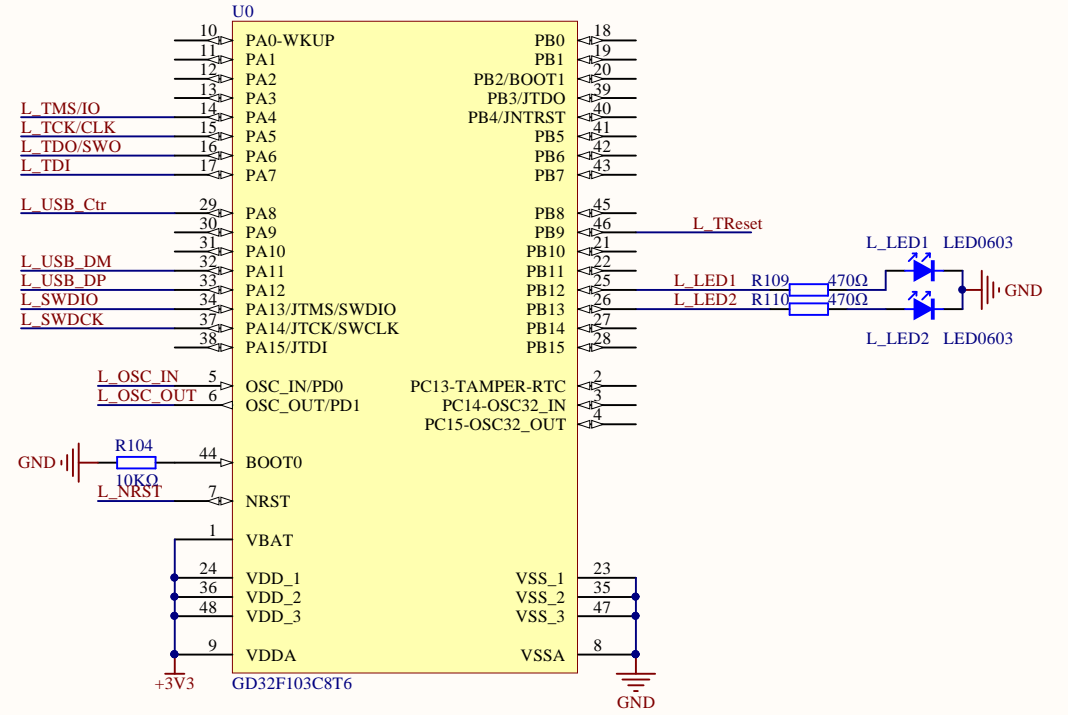 U0
10 PA0-WKUP PB0 18
11 PA1 PB1 19
12 PA2 PB2/BOOT1 20
13 PA3 PB3/JTDO 39
L_TMS/IO 14 PA4 PB4/JNTRST 40
L_TCK/CLK 15 PA5 PB5 41
L_TDO/SWO 16 PA6 PB6 42
L_TDI 17 PA7 PB7 43
L_USB_Ctr 29 PA8 PB8 45
30 PA9 PB9 46 L_TReset
31 PA10 PB10 21
L_LED1 LED0603
L_USB_DM 32 PA11 PB11 22
L_USB_DP 33 PA12 PB12 25 L_LED1 R109 470Ω GND
L_SWDIO 34 PA13/JTMS/SWDIO PB13 26 L_LED2 R110 470Ω
L_SWDCK 37 PA14/JTCK/SWCLK PB14 27
L_LED2 LED0603
38 PA15/JTDI PB15 28
L_OSC_IN 5 OSC_IN/PD0 PC13-TAMPER-RTC 2
L_OSC_OUT 6 OSC_OUT/PD1 PC14-OSC32_IN 3
PC15-OSC32_OUT 4
R104
GND 44 BOOT0
10KΩ
L_NRST 7 NRST
1 VBAT
24 VDD_1 VSS_1 23
36 VDD_2 VSS_2 35
48 VDD_3 VSS_3 47
9 VDDA VSSA 8
+3V3 GD32F103C8T6
GND